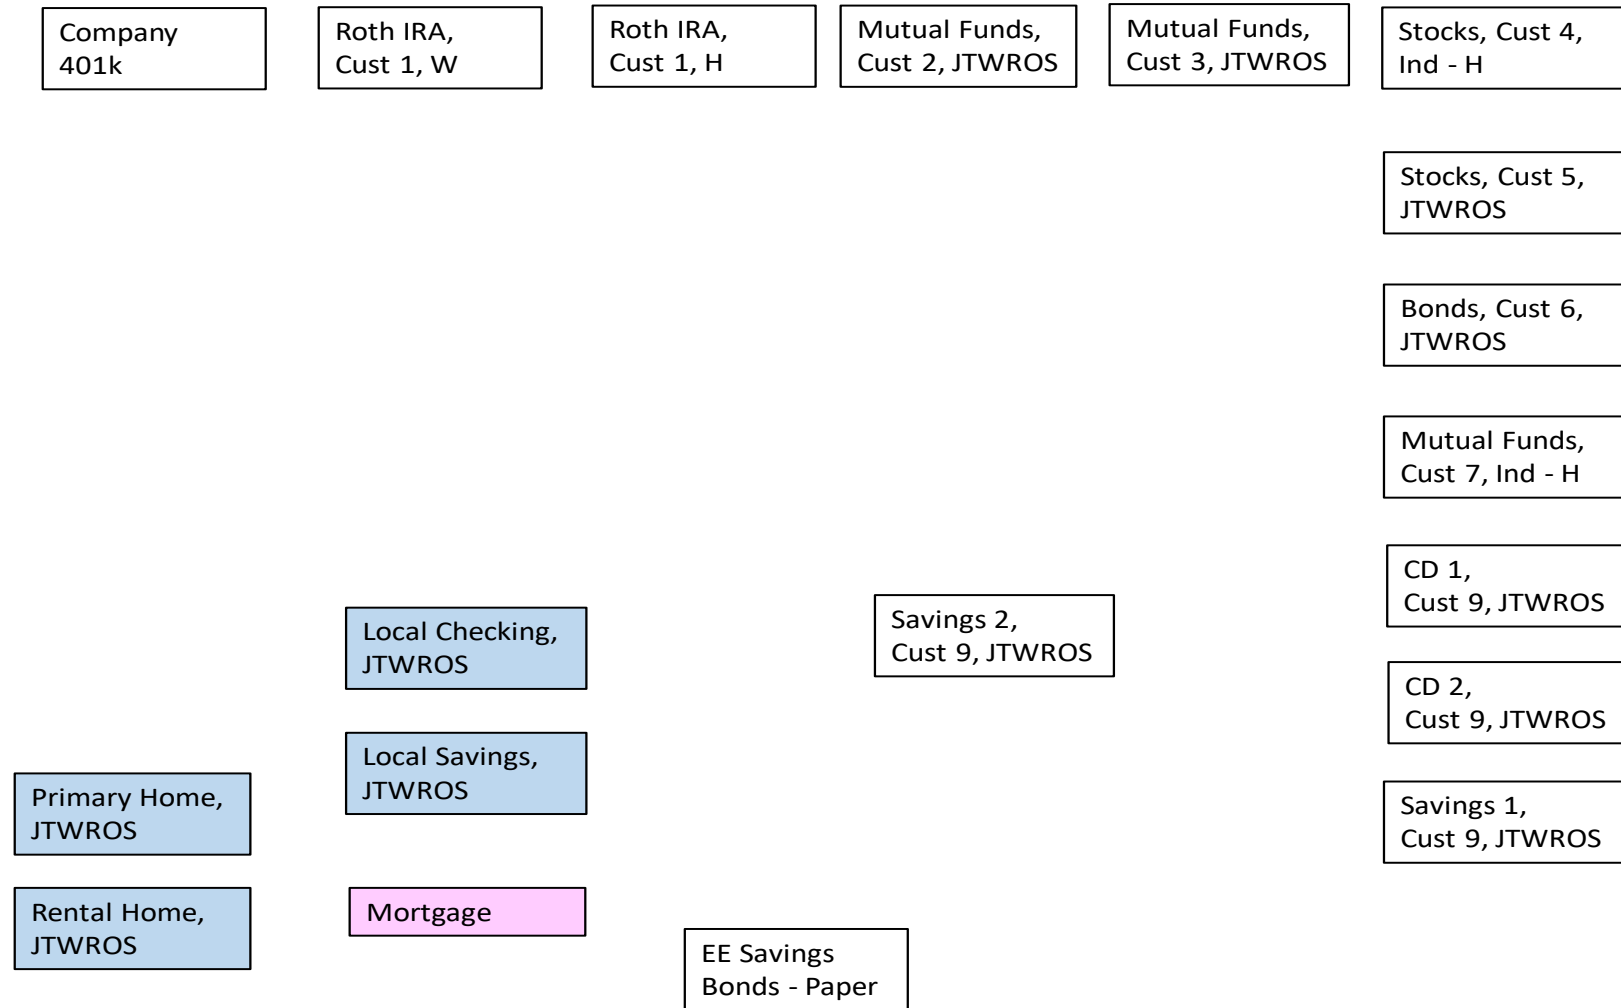 Company
401k
Roth IRA,
Cust 1, W
Roth IRA,
Cust 1, H
Mutual Funds,
Cust 2, JTWROS
Mutual Funds,
Cust 3, JTWROS
Stocks, Cust 4,
Ind - H
Stocks, Cust 5,
JTWROS
Bonds, Cust 6,
JTWROS
Mutual Funds,
Cust 7, Ind - H
CD 1,
Cust 9, JTWROS
Local Checking,
JTWROS
Savings 2,
Cust 9, JTWROS
CD 2,
Cust 9, JTWROS
Local Savings,
JTWROS
Primary Home,
JTWROS
Savings 1,
Cust 9, JTWROS
Rental Home,
JTWROS
Mortgage
EE Savings
Bonds - Paper